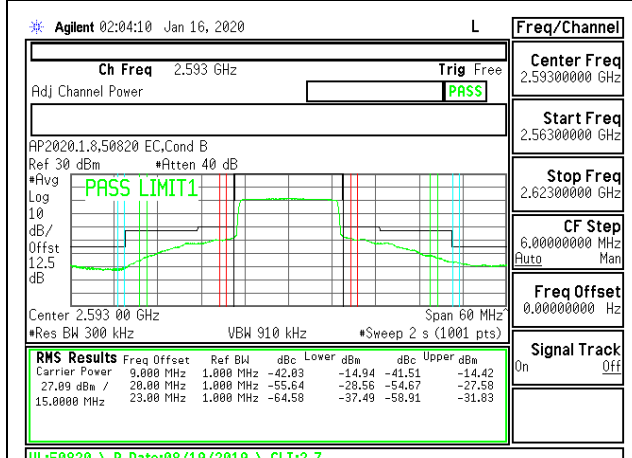 Agilent 02:04:10 Jan 16, 2020 L
Freq/Channel
Ch Freq 2.593 GHz Trig Free
Adj Channel Power PASS
AP2020.1.8,50820 EC,Cond B
Ref 30 dBm #Atten 40 dB
#Avg
Log
10
dB/
Offst
12.5
dB
PASS LIMIT1
Center 2.593 00 GHz Span 60 MHz
#Res BW 300 kHz VBW 910 kHz #Sweep 2 s (1001 pts)
RMS Results Freq Offset Ref BW dBc Lower dBm dBc Upper dBm
Carrier Power 9.000 MHz 1.000 MHz -42.03 -14.94 -41.51 -14.42
27.09 dBm / 20.00 MHz 1.000 MHz -55.64 -28.56 -54.67 -27.58
15.0000 MHz 23.00 MHz 1.000 MHz -64.58 -37.49 -58.91 -31.83
Center Freq
2.59300000 GHz
Start Freq
2.56300000 GHz
Stop Freq
2.62300000 GHz
CF Step
6.00000000 MHz
Auto Man
Freq Offset
0.00000000 Hz
Signal Track
On Off